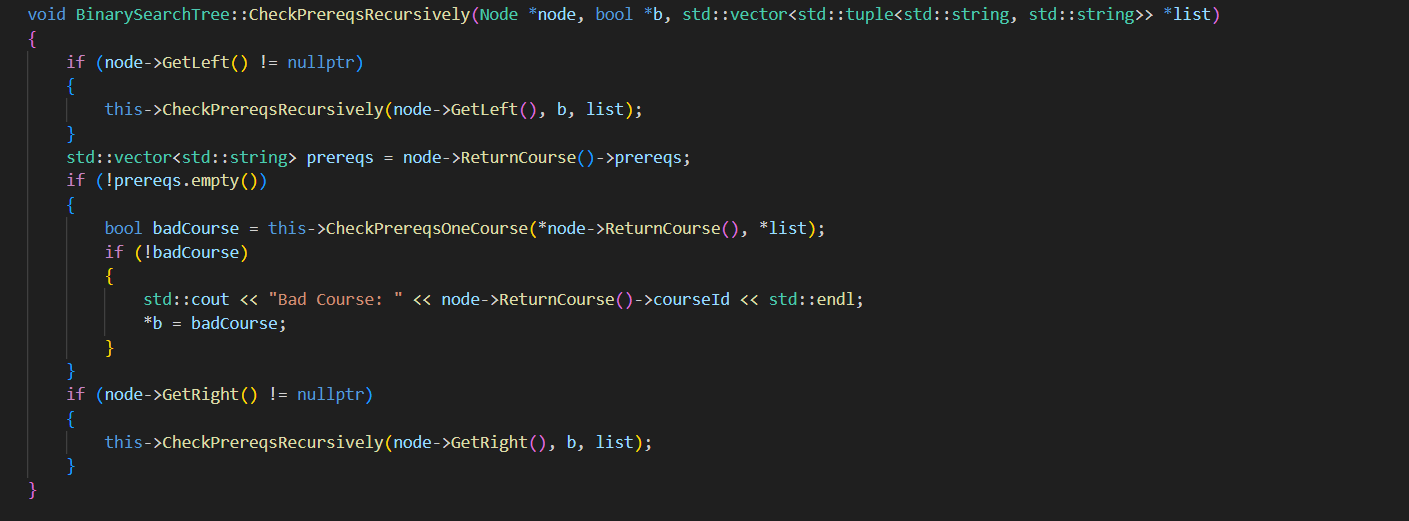 void BinarySearchTree::CheckPrereqsRecursively(Node *node, bool *b, std::vector<std::tuple<std::string, std::string>> *list)
{
    if (node->GetLeft() != nullptr)
    {
        this->CheckPrereqsRecursively(node->GetLeft(), b, list);
    }
    std::vector<std::string> prereqs = node->ReturnCourse()->prereqs;
    if (!prereqs.empty())
    {
        bool badCourse = this->CheckPrereqsOneCourse(*node->ReturnCourse(), *list);
        if (!badCourse)
        {
            std::cout << "Bad Course: " << node->ReturnCourse()->courseId << std::endl;
            *b = badCourse;
        }
    }
    if (node->GetRight() != nullptr)
    {
        this->CheckPrereqsRecursively(node->GetRight(), b, list);
    }
}